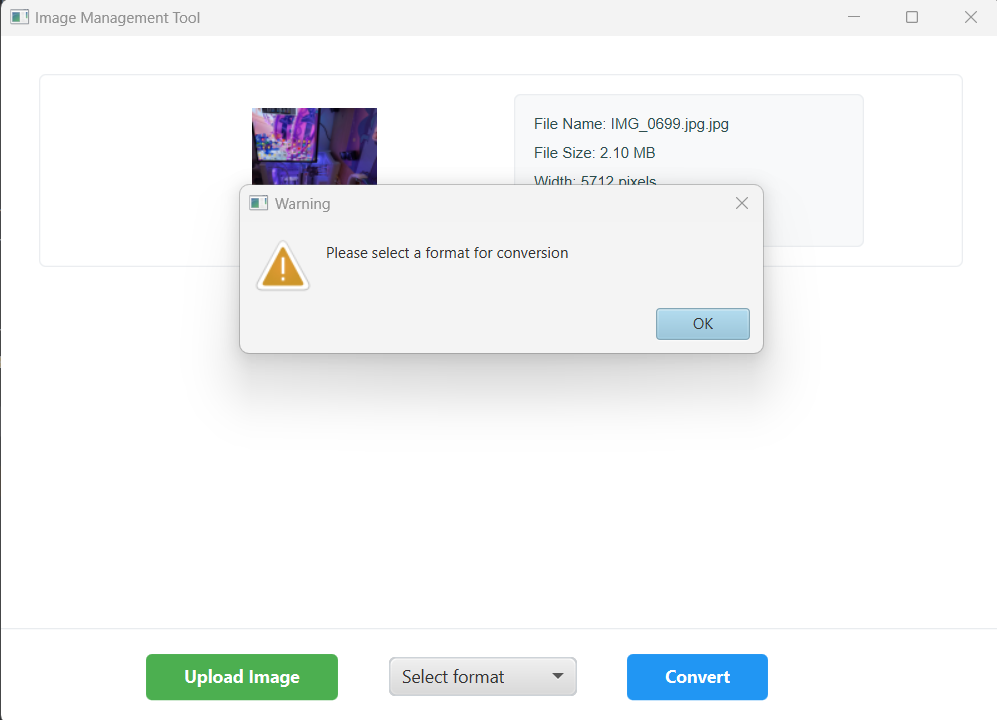 Image Management Tool
File Name: IMG_0699.jpg.jpg
File Size: 2.10 MB
Width: 5712 pixels
Warning
Please select a format for conversion
OK
Upload Image
Select format
Convert